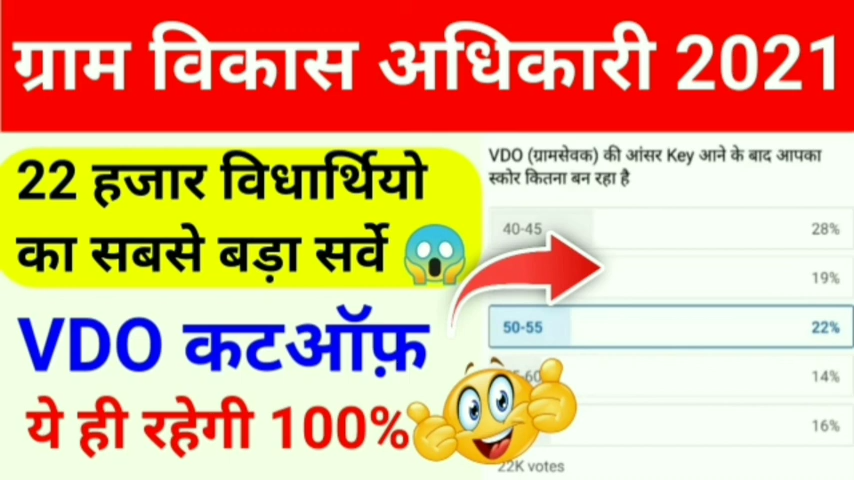 ग्राम विकास अधिकारी 2021
22 हजार विधार्थियो
का सबसे बड़ा सर्वे
VDO कटऑफ़
ये ही रहेगी 100%
VDO (ग्रामसेवक) की आंसर Key आने के बाद आपका
स्कोर कितना बन रहा है
40-45 28%
19%
50-55 22%
14%
16%
22K votes